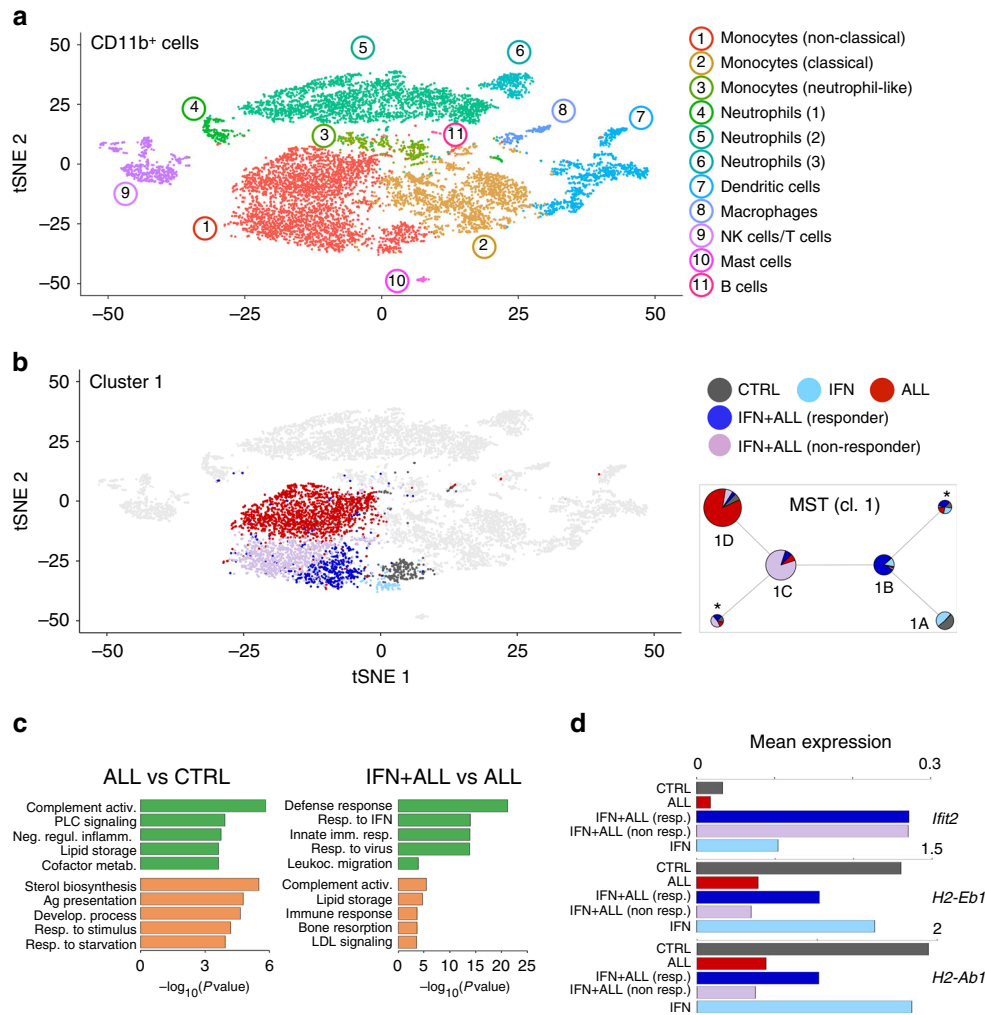 a
CD11b⁺ cells
50
25
0
−25
−50
tSNE 2
−50
−25
0
25
50
1
2
3
4
5
6
7
8
9
10
11
1 Monocytes (non-classical)
2 Monocytes (classical)
3 Monocytes (neutrophil-like)
4 Neutrophils (1)
5 Neutrophils (2)
6 Neutrophils (3)
7 Dendritic cells
8 Macrophages
9 NK cells/T cells
10 Mast cells
11 B cells
b
Cluster 1
50
25
0
−25
−50
tSNE 2
−50
−25
0
25
50
tSNE 1
CTRL
IFN
ALL
IFN+ALL (responder)
IFN+ALL (non-responder)
MST (cl. 1)
*
1D
1C
1B
*
1A
c
ALL vs CTRL
Complement activ.
PLC signaling
Neg. regul. inflamm.
Lipid storage
Cofactor metab.
Sterol biosynthesis
Ag presentation
Develop. process
Resp. to stimulus
Resp. to starvation
0
3
6
−log₁₀(Pvalue)
IFN+ALL vs ALL
Defense response
Resp. to IFN
Innate imm. resp.
Resp. to virus
Leukoc. migration
Complement activ.
Lipid storage
Immune response
Bone resorption
LDL signaling
0
5
10
15
20
25
−log₁₀(Pvalue)
d
Mean expression
0
0.3
CTRL
ALL
IFN+ALL (resp.)
IFN+ALL (non resp.)
IFN
Ifit2
1.5
CTRL
ALL
IFN+ALL (resp.)
IFN+ALL (non resp.)
IFN
H2-Eb1
2
CTRL
ALL
IFN+ALL (resp.)
IFN+ALL (non resp.)
IFN
H2-Ab1